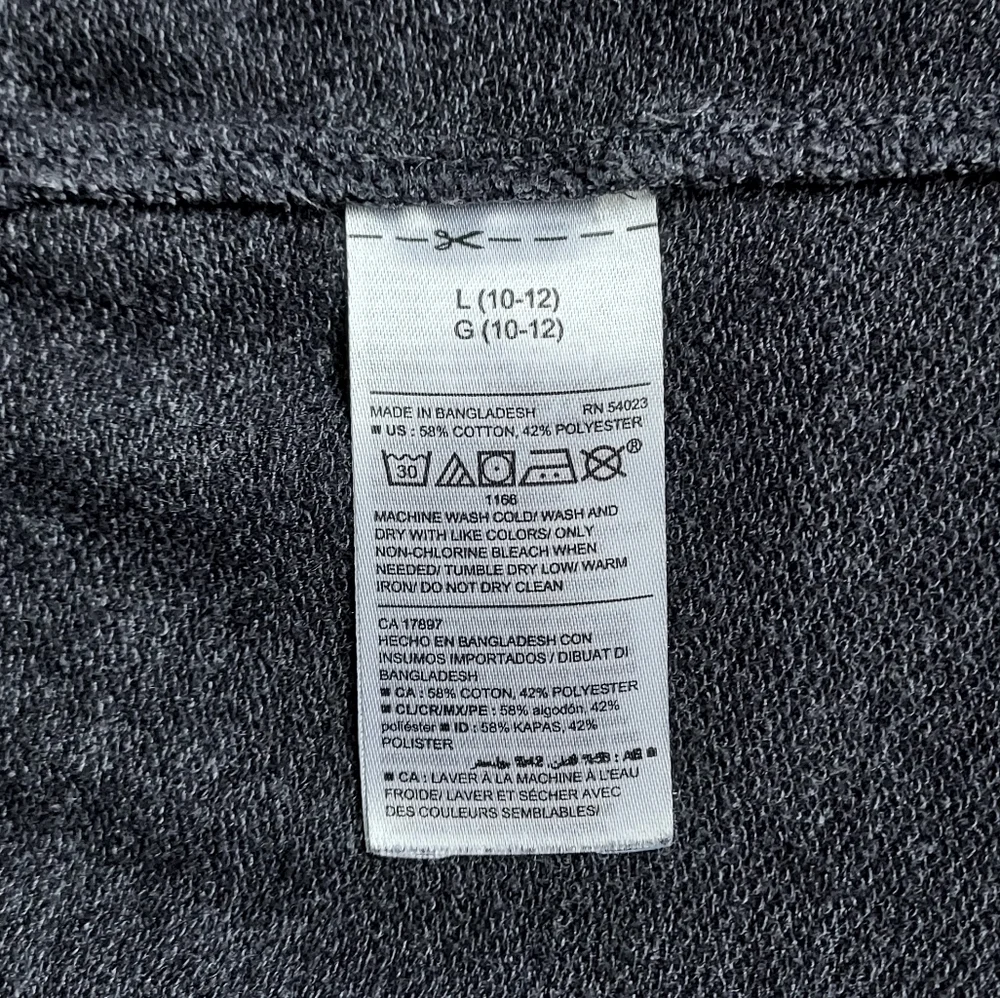 L (10-12)
G (10-12)
MADE IN BANGLADESH RN 54023
US : 58% COTTON, 42% POLYESTER
30 ®
1166
MACHINE WASH COLD/ WASH AND
DRY WITH LIKE COLORS/ ONLY
NON-CHLORINE BLEACH WHEN
NEEDED/ TUMBLE DRY LOW/ WARM
IRON/ DO NOT DRY CLEAN
CA 17897
HECHO EN BANGLADESH CON
INSUMOS IMPORTADOS / DIBUAT DI
BANGLADESH
CA : 58% COTON, 42% POLYESTER
CL/CR/MX/PE : 58% algodón, 42%
poliéster ID : 58% KAPAS, 42%
POLISTER
AE : 58% قطن, 42%
CA : LAVER À LA MACHINE À L'EAU
FROIDE/ LAVER ET SÉCHER AVEC
DES COULEURS SEMBLABLES/